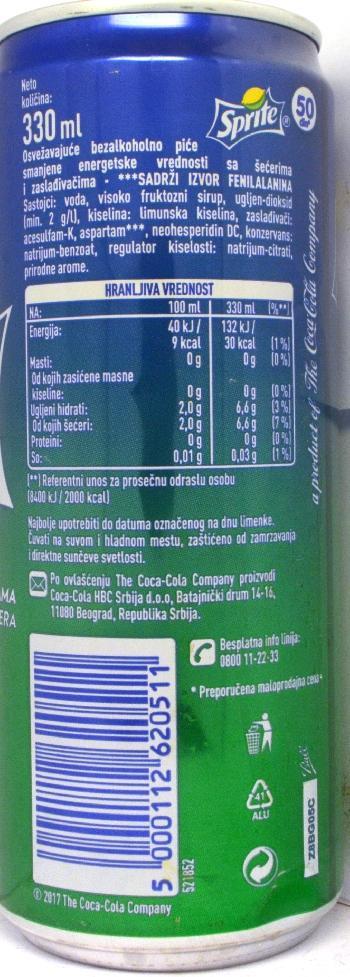 Neto
količina:
330 ml
Sprite
®
50
Osvežavajuće bezalkoholno piće
smanjene energetske vrednosti sa šećerima
i zaslađivačima - ***SADRŽI IZVOR FENILALANINA
Sastojci: voda, visoko fruktozni sirup, ugljen-dioksid
(min. 2 g/l), kiselina: limunska kiselina, zaslađivači:
acesulfam-K, aspartam***, neohesperidin DC, konzervans:
natrijum-benzoat, regulator kiselosti: natrijum-citrati,
prirodne arome.
HRANLJIVA VREDNOST
NA: 100 ml 330 ml (%**)
Energija: 40 kJ / 132 kJ /
9 kcal 30 kcal (1%)
Masti: 0 g 0 g (0%)
Od kojih zasićene masne
kiseline: 0 g 0 g (0%)
Ugljeni hidrati: 2,0 g 6,6 g (3%)
Od kojih šećeri: 2,0 g 6,6 g (7%)
Proteini: 0 g 0 g (0%)
So: 0,01 g 0,03 g (1%)
(**) Referentni unos za prosečnu odraslu osobu
(8400 kJ / 2000 kcal)
Najbolje upotrebiti do datuma označenog na dnu limenke.
Čuvati na suvom i hladnom mestu, zaštićeno od zamrzavanja
i direktne sunčeve svetlosti.
Po ovlašćenju The Coca-Cola Company proizvodi
Coca-Cola HBC Srbija d.o.o, Batajnički drum 14-16,
11080 Beograd, Republika Srbija.
AMA
ERA
Besplatna info linija:
0800 11-22-33
* Preporučena maloprodajna cena *
5 000112 620511
521852
41
ALU
Ball
Z8BG05C
© 2017 The Coca-Cola Company
a product of The Coca-Cola Company